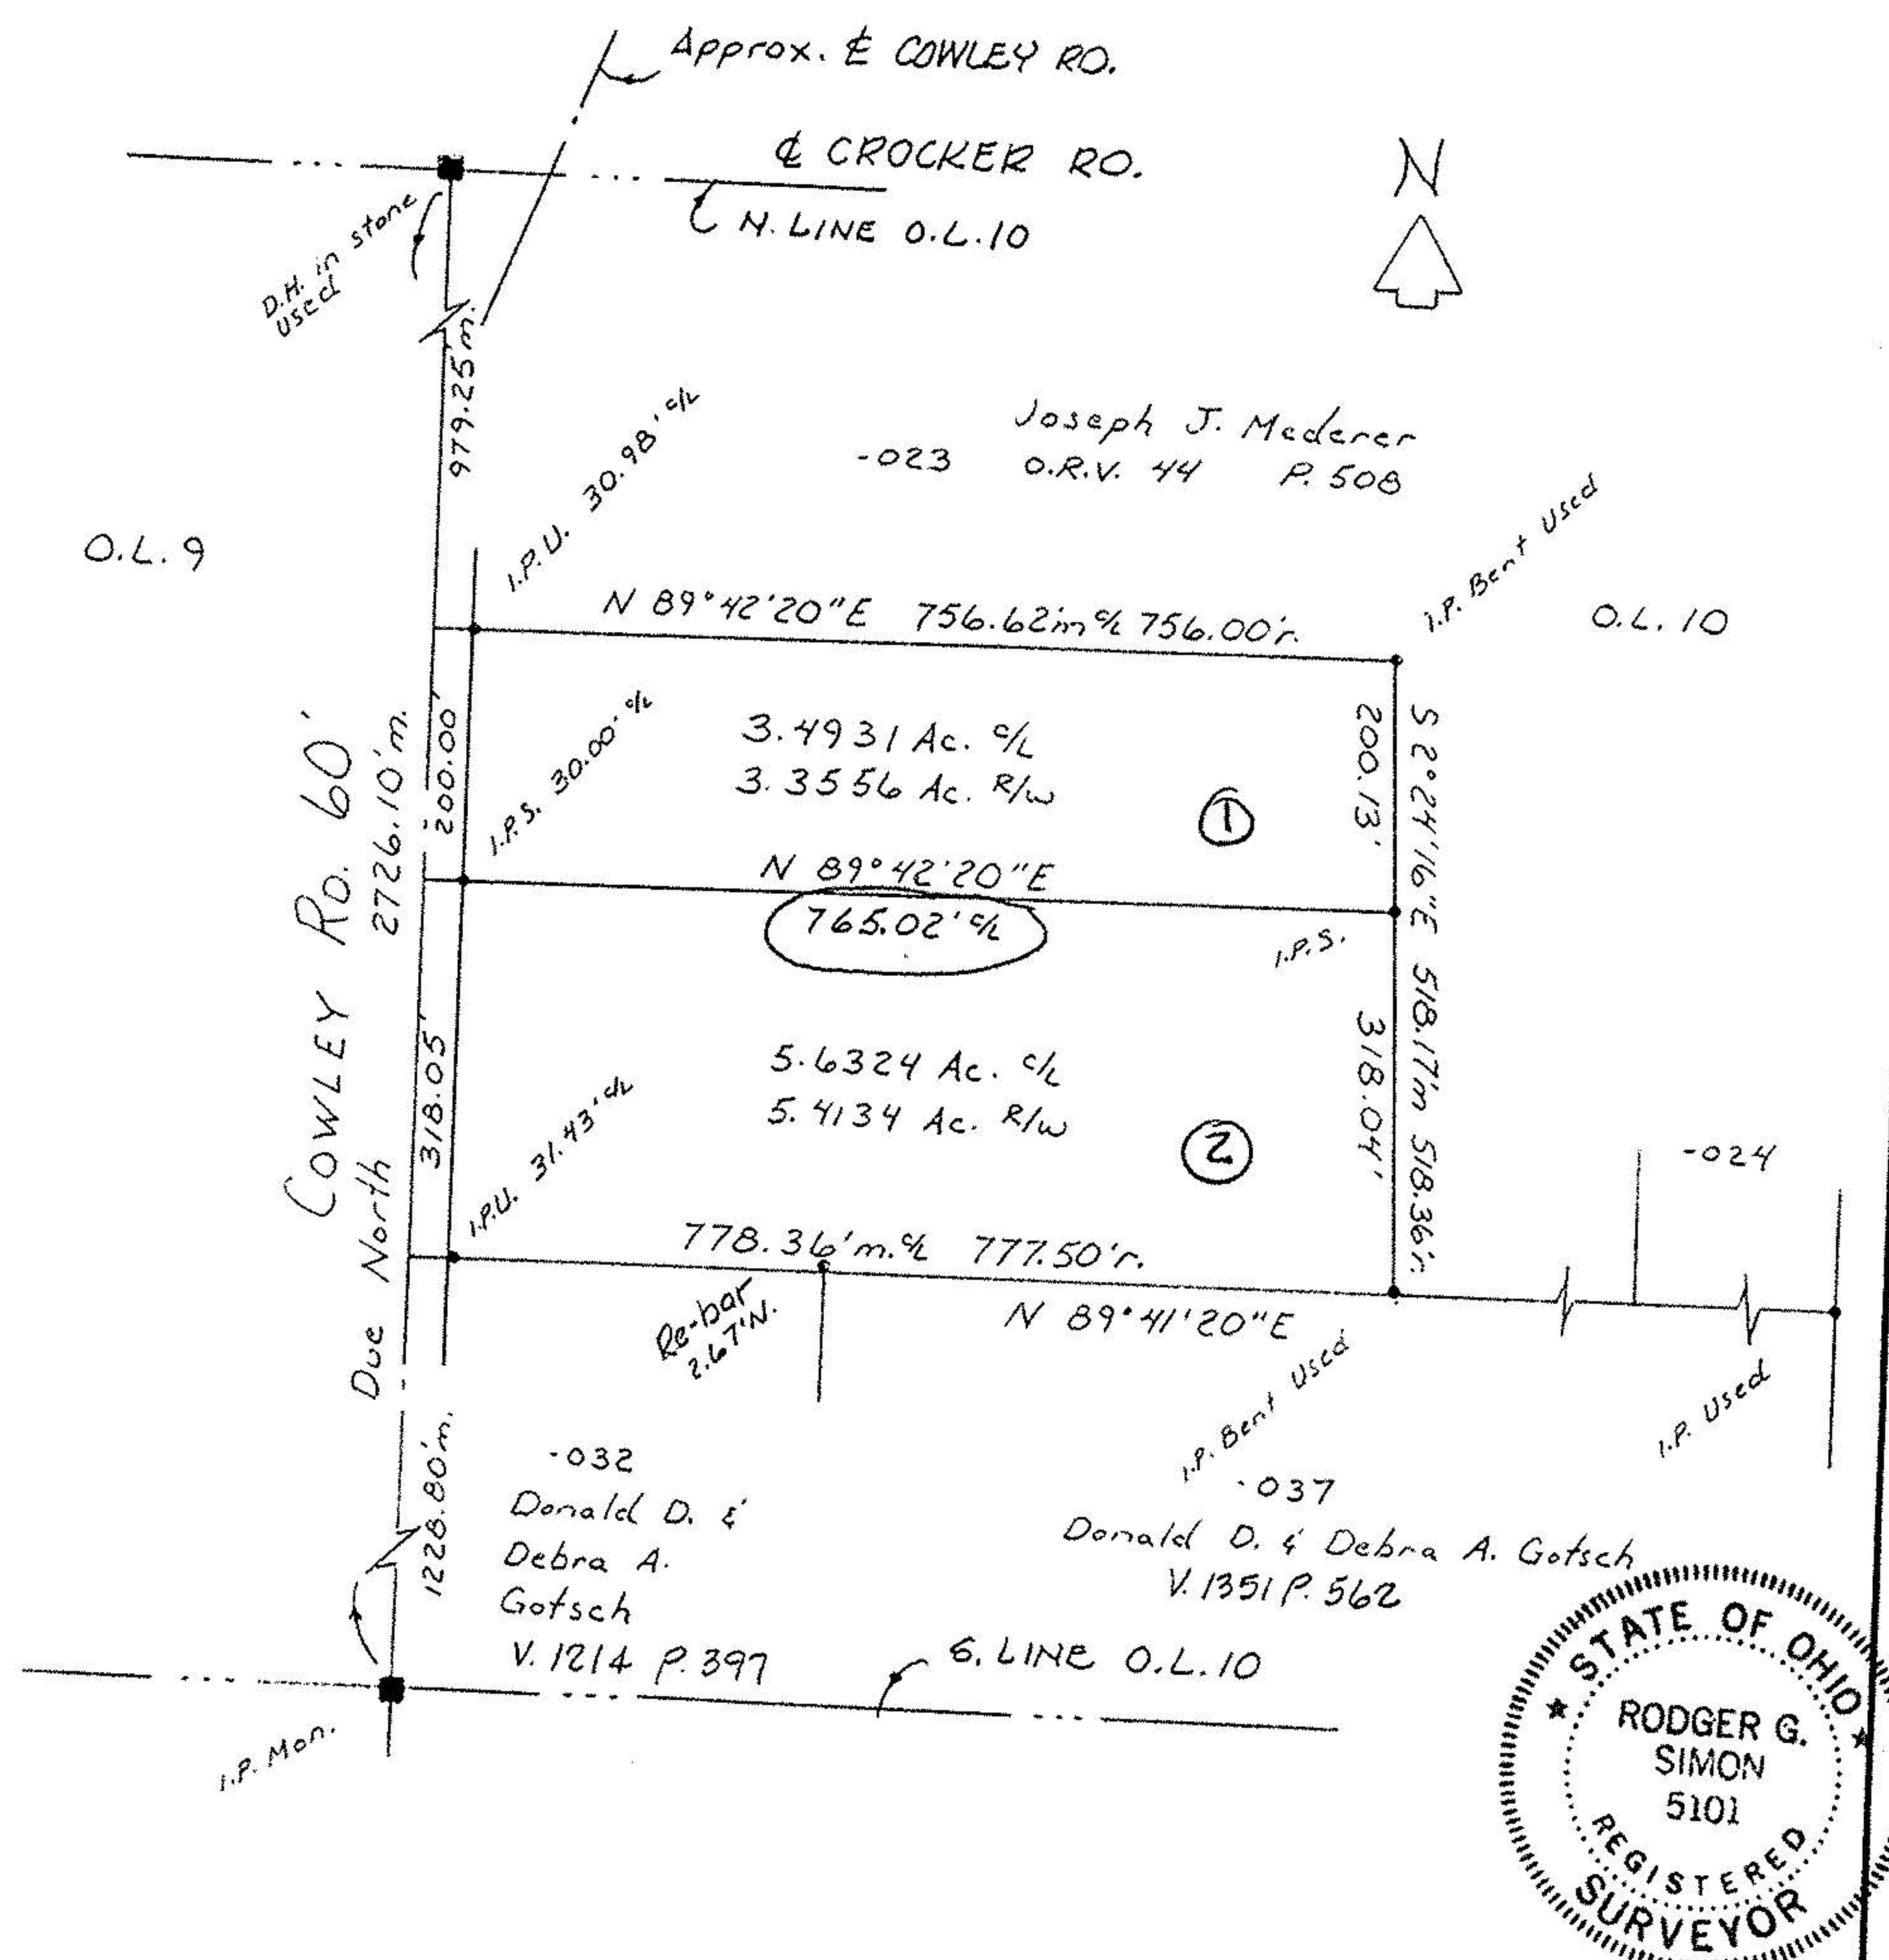 Approx. ₵ COWLEY RD.
₵ CROCKER RD.
N. LINE O.L.10
N
D.H. in stone
used
979.25'm.
I.P.U. 30.98' c/L
Joseph J. Mederer
-023 O.R.V. 44 P. 508
O.L. 9
I.P. Bent Used
O.L. 10
N 89°42'20"E 756.62'm c/L 756.00'r.
COWLEY RD. 60'
Due North 2726.10'm.
200.00'
I.P.S. 30.00' c/L
3.4931 Ac. c/L
3.3556 Ac. R/W
1
200.13'
S 2°24'16"E 518.17'm 518.36'r.
N 89°42'20"E
765.02' c/L
I.P.S.
318.05'
318.04'
5.6324 Ac. c/L
5.4134 Ac. R/W
2
I.P.U. 31.43' c/L
-024
778.36'm. c/L 777.50'r.
N 89°41'20"E
Re-bar
2.67'N.
I.P. Bent Used
I.P. Used
1228.80'm.
-032
Donald D. &
Debra A.
Gotsch
V. 1214 P. 397
-037
Donald D. & Debra A. Gotsch
V. 1351 P. 562
S. LINE O.L.10
I.P. Mon.
STATE OF OHIO
RODGER G.
SIMON
5101
REGISTERED
SURVEYOR